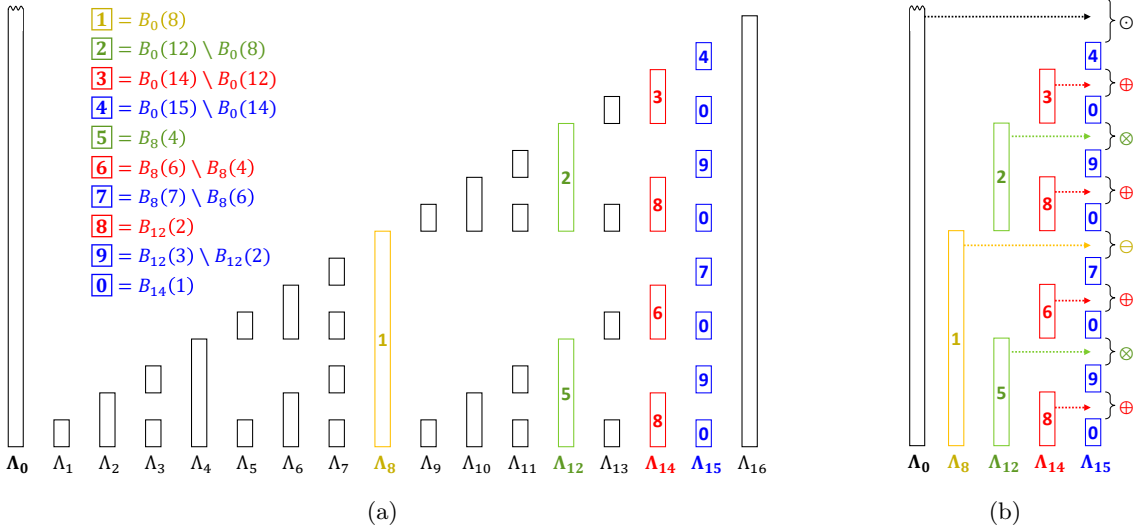 1 = B₀(8)
2 = B₀(12) \ B₀(8)
3 = B₀(14) \ B₀(12)
4 = B₀(15) \ B₀(14)
5 = B₈(4)
6 = B₈(6) \ B₈(4)
7 = B₈(7) \ B₈(6)
8 = B₁₂(2)
9 = B₁₂(3) \ B₁₂(2)
0 = B₁₄(1)
4
3
0
9
2
8
0
7
6
1
0
9
5
8
0
Λ₀ Λ₁ Λ₂ Λ₃ Λ₄ Λ₅ Λ₆ Λ₇ Λ₈ Λ₉ Λ₁₀ Λ₁₁ Λ₁₂ Λ₁₃ Λ₁₄ Λ₁₅ Λ₁₆
(a)
⊙
4
3 ⊕
0
⊗
9
2
8 ⊕
0
⊖
7
6 ⊕
0
1
⊗
9
5
8 ⊕
0
Λ₀ Λ₈ Λ₁₂ Λ₁₄ Λ₁₅
(b)